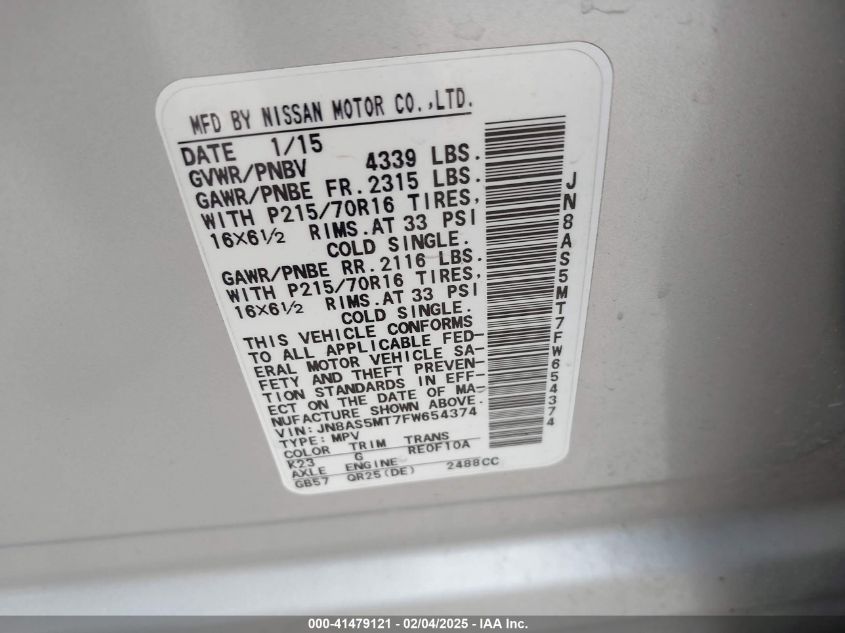 MFD BY NISSAN MOTOR CO.,LTD.
DATE 1/15
GVWR/PNBV 4339 LBS.
GAWR/PNBE FR. 2315 LBS.
WITH P215/70R16 TIRES,
16X6½ RIMS.AT 33 PSI
COLD SINGLE.
GAWR/PNBE RR. 2116 LBS.
WITH P215/70R16 TIRES,
16X6½ RIMS.AT 33 PSI
COLD SINGLE.
THIS VEHICLE CONFORMS
TO ALL APPLICABLE FED-
ERAL MOTOR VEHICLE SA-
FETY AND THEFT PREVEN-
TION STANDARDS IN EFF-
ECT ON THE DATE OF MA-
NUFACTURE SHOWN ABOVE.
VIN: JN8AS5MT7FW654374
TYPE: MPV
COLOR TRIM TRANS
K23 G RE0F10A
AXLE ENGINE
GB57 QR25(DE) 2488CC
JN8AS5MT7FW654374
000-41479121 - 02/04/2025 - IAA Inc.